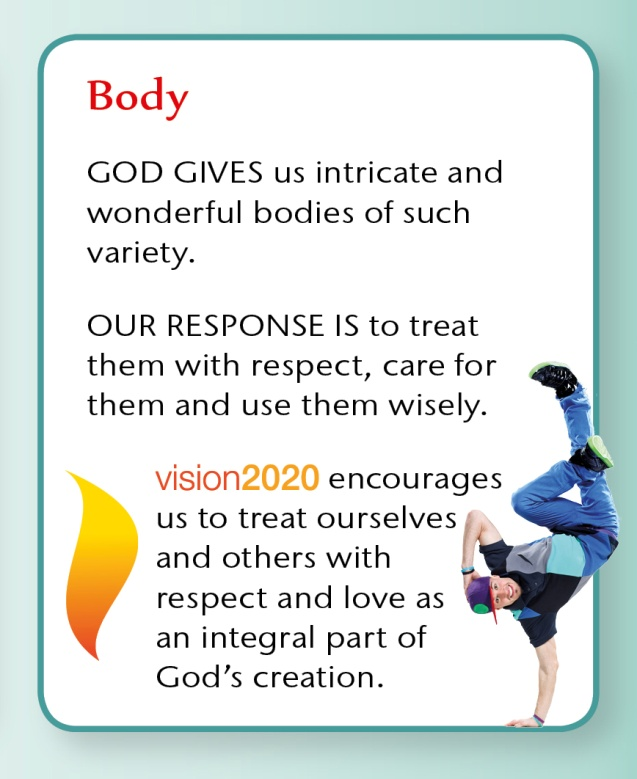 Body
GOD GIVES us intricate and
wonderful bodies of such
variety.
OUR RESPONSE IS to treat
them with respect, care for
them and use them wisely.
vision2020 encourages
us to treat ourselves
and others with
respect and love as
an integral part of
God’s creation.